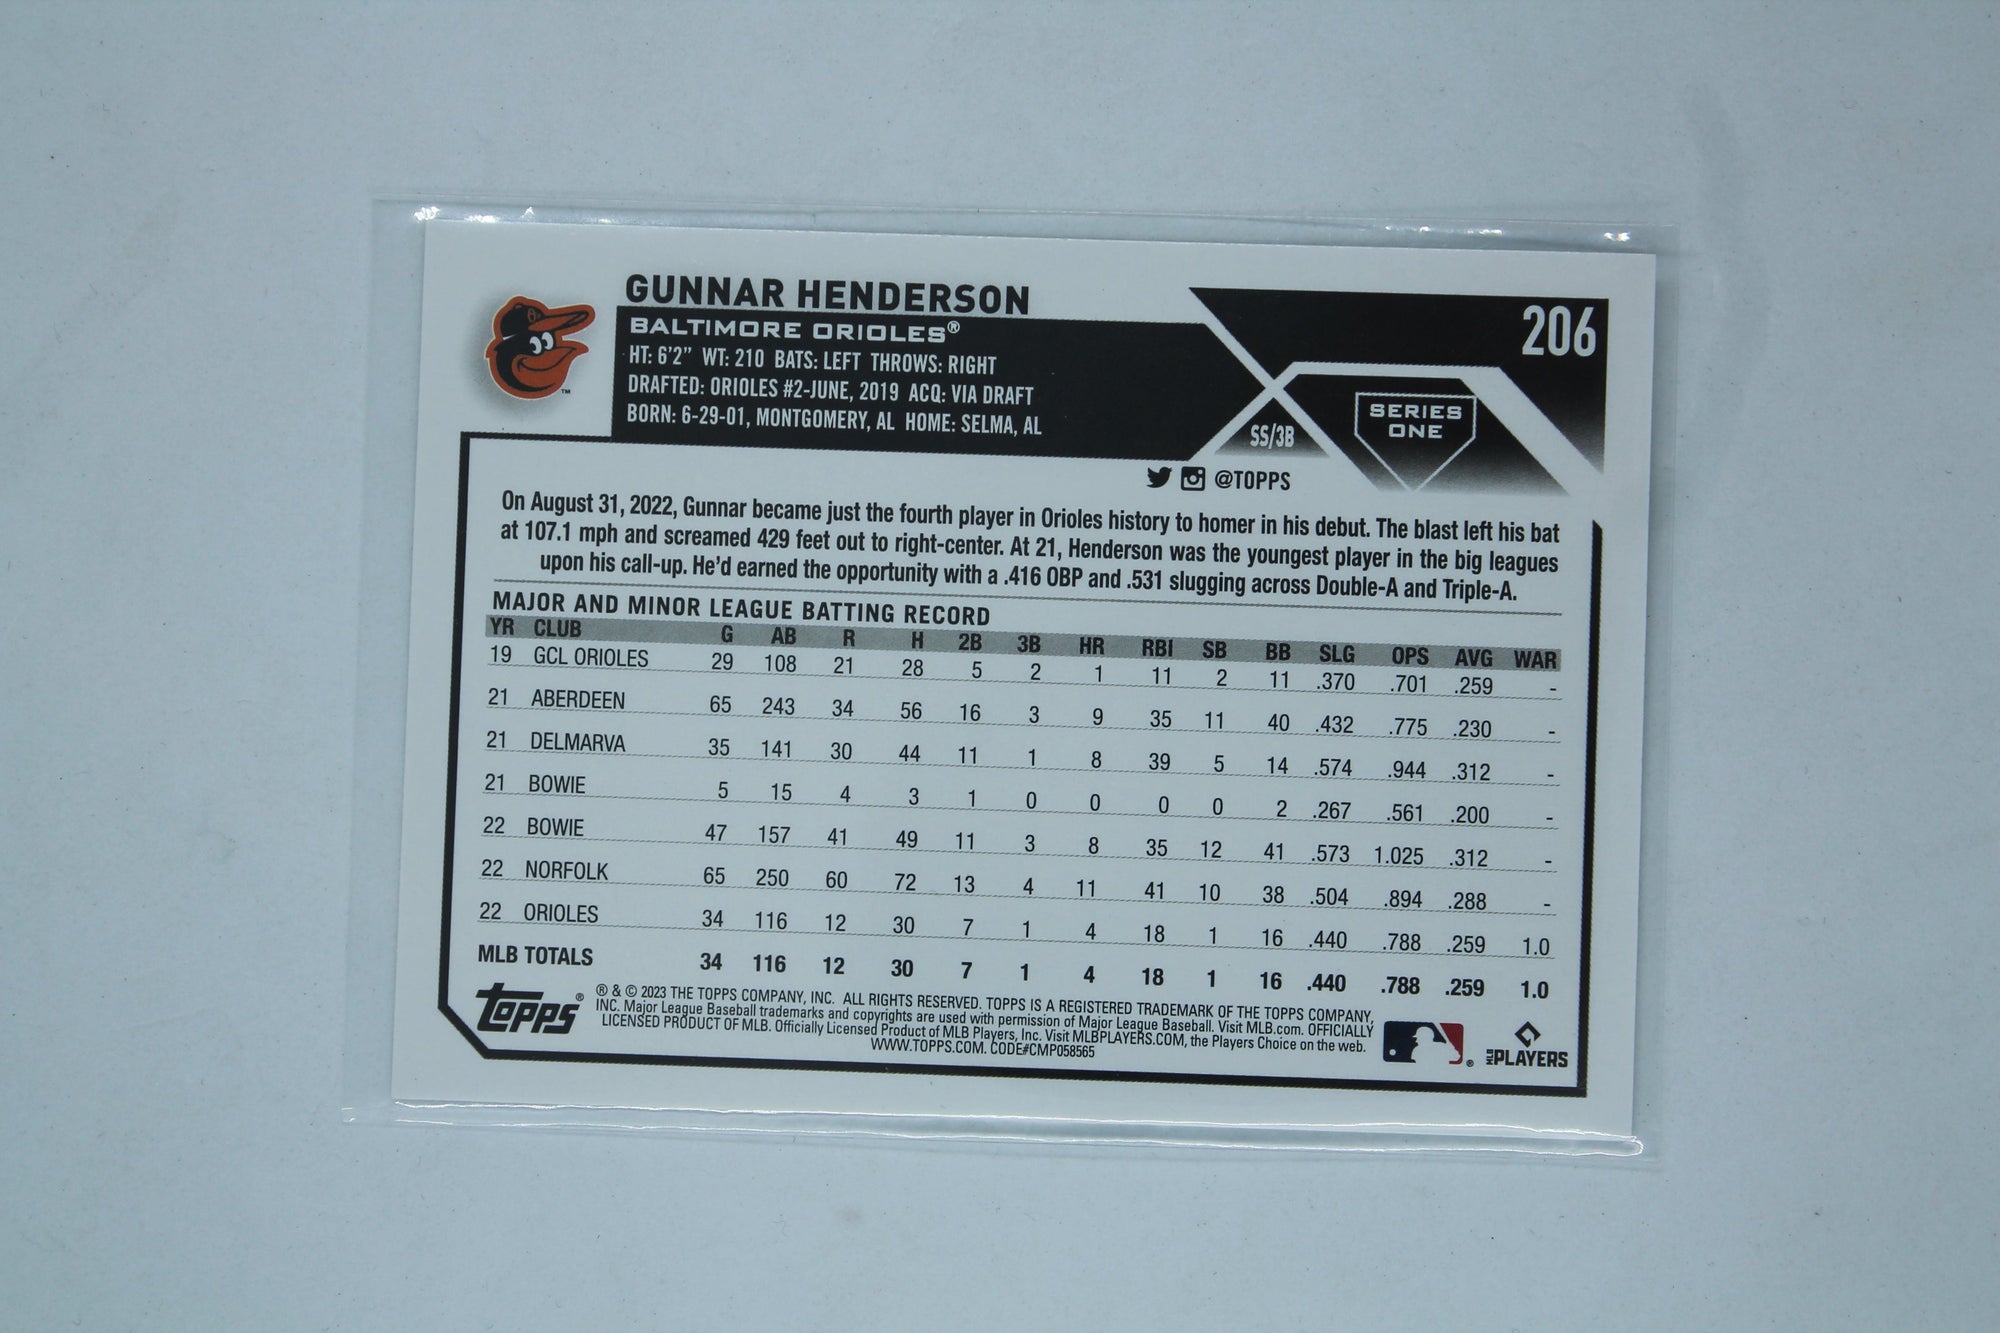 GUNNAR HENDERSON
BALTIMORE ORIOLES®
HT: 6'2" WT: 210 BATS: LEFT THROWS: RIGHT
DRAFTED: ORIOLES #2-JUNE, 2019 ACQ: VIA DRAFT
BORN: 6-29-01, MONTGOMERY, AL HOME: SELMA, AL
206
SS/3B
SERIES
ONE
@TOPPS
On August 31, 2022, Gunnar became just the fourth player in Orioles history to homer in his debut. The blast left his bat
at 107.1 mph and screamed 429 feet out to right-center. At 21, Henderson was the youngest player in the big leagues
upon his call-up. He'd earned the opportunity with a .416 OBP and .531 slugging across Double-A and Triple-A.
MAJOR AND MINOR LEAGUE BATTING RECORD
YR CLUB G AB R H 2B 3B HR RBI SB BB SLG OPS AVG WAR
19 GCL ORIOLES 29 108 21 28 5 2 1 11 2 11 .370 .701 .259 -
21 ABERDEEN 65 243 34 56 16 3 9 35 11 40 .432 .775 .230 -
21 DELMARVA 35 141 30 44 11 1 8 39 5 14 .574 .944 .312 -
21 BOWIE 5 15 4 3 1 0 0 0 0 2 .267 .561 .200 -
22 BOWIE 47 157 41 49 11 3 8 35 12 41 .573 1.025 .312 -
22 NORFOLK 65 250 60 72 13 4 11 41 10 38 .504 .894 .288 -
22 ORIOLES 34 116 12 30 7 1 4 18 1 16 .440 .788 .259 1.0
MLB TOTALS 34 116 12 30 7 1 4 18 1 16 .440 .788 .259 1.0
TOPPS®
® & © 2023 THE TOPPS COMPANY, INC. ALL RIGHTS RESERVED. TOPPS IS A REGISTERED TRADEMARK OF THE TOPPS COMPANY,
INC. Major League Baseball trademarks and copyrights are used with permission of Major League Baseball. Visit MLB.com. OFFICIALLY
LICENSED PRODUCT OF MLB. Officially Licensed Product of MLB Players, Inc. Visit MLBPLAYERS.COM, the Players Choice on the web.
WWW.TOPPS.COM. CODE#CMP058565
MLB PLAYERS